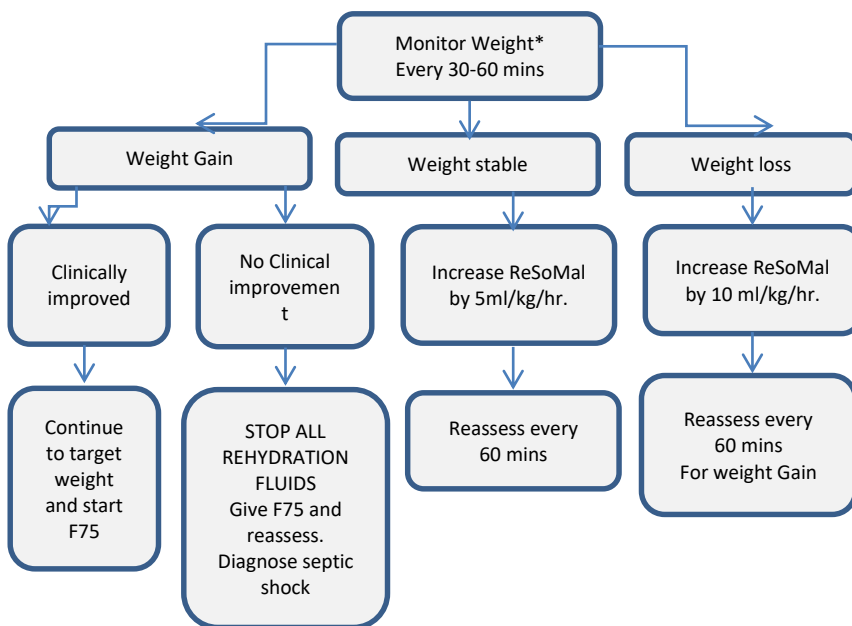 Monitor Weight*
Every 30-60 mins
Weight Gain
Weight stable
Weight loss
Clinically
improved
No Clinical
improvemen
t
Increase ReSoMal
by 5ml/kg/hr.
Increase ReSoMal
by 10 ml/kg/hr.
Continue
to target
weight
and start
F75
STOP ALL
REHYDRATION
FLUIDS
Give F75 and
reassess.
Diagnose septic
shock
Reassess every
60 mins
Reassess every
60 mins
For weight Gain